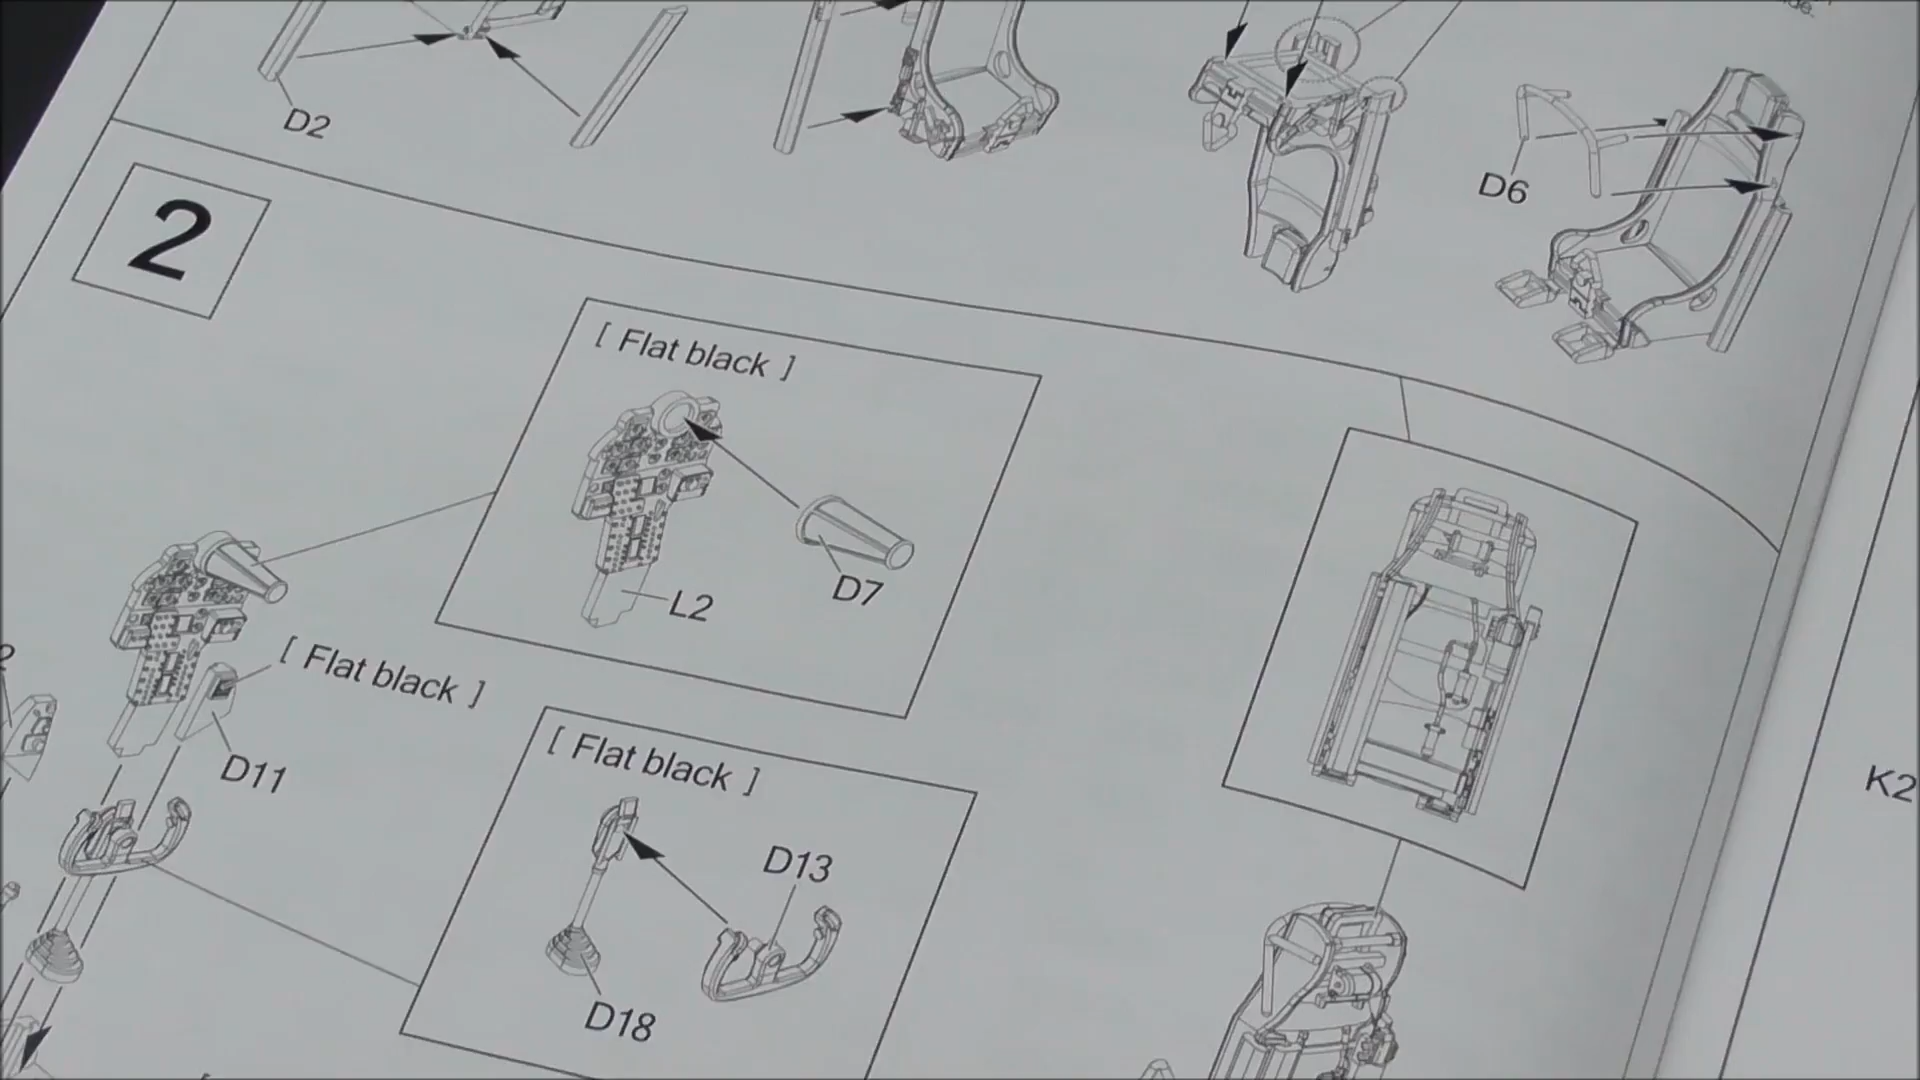 D2
D6
2
[ Flat black ]
L2
D7
[ Flat black ]
D11
[ Flat black ]
D13
D18
K2